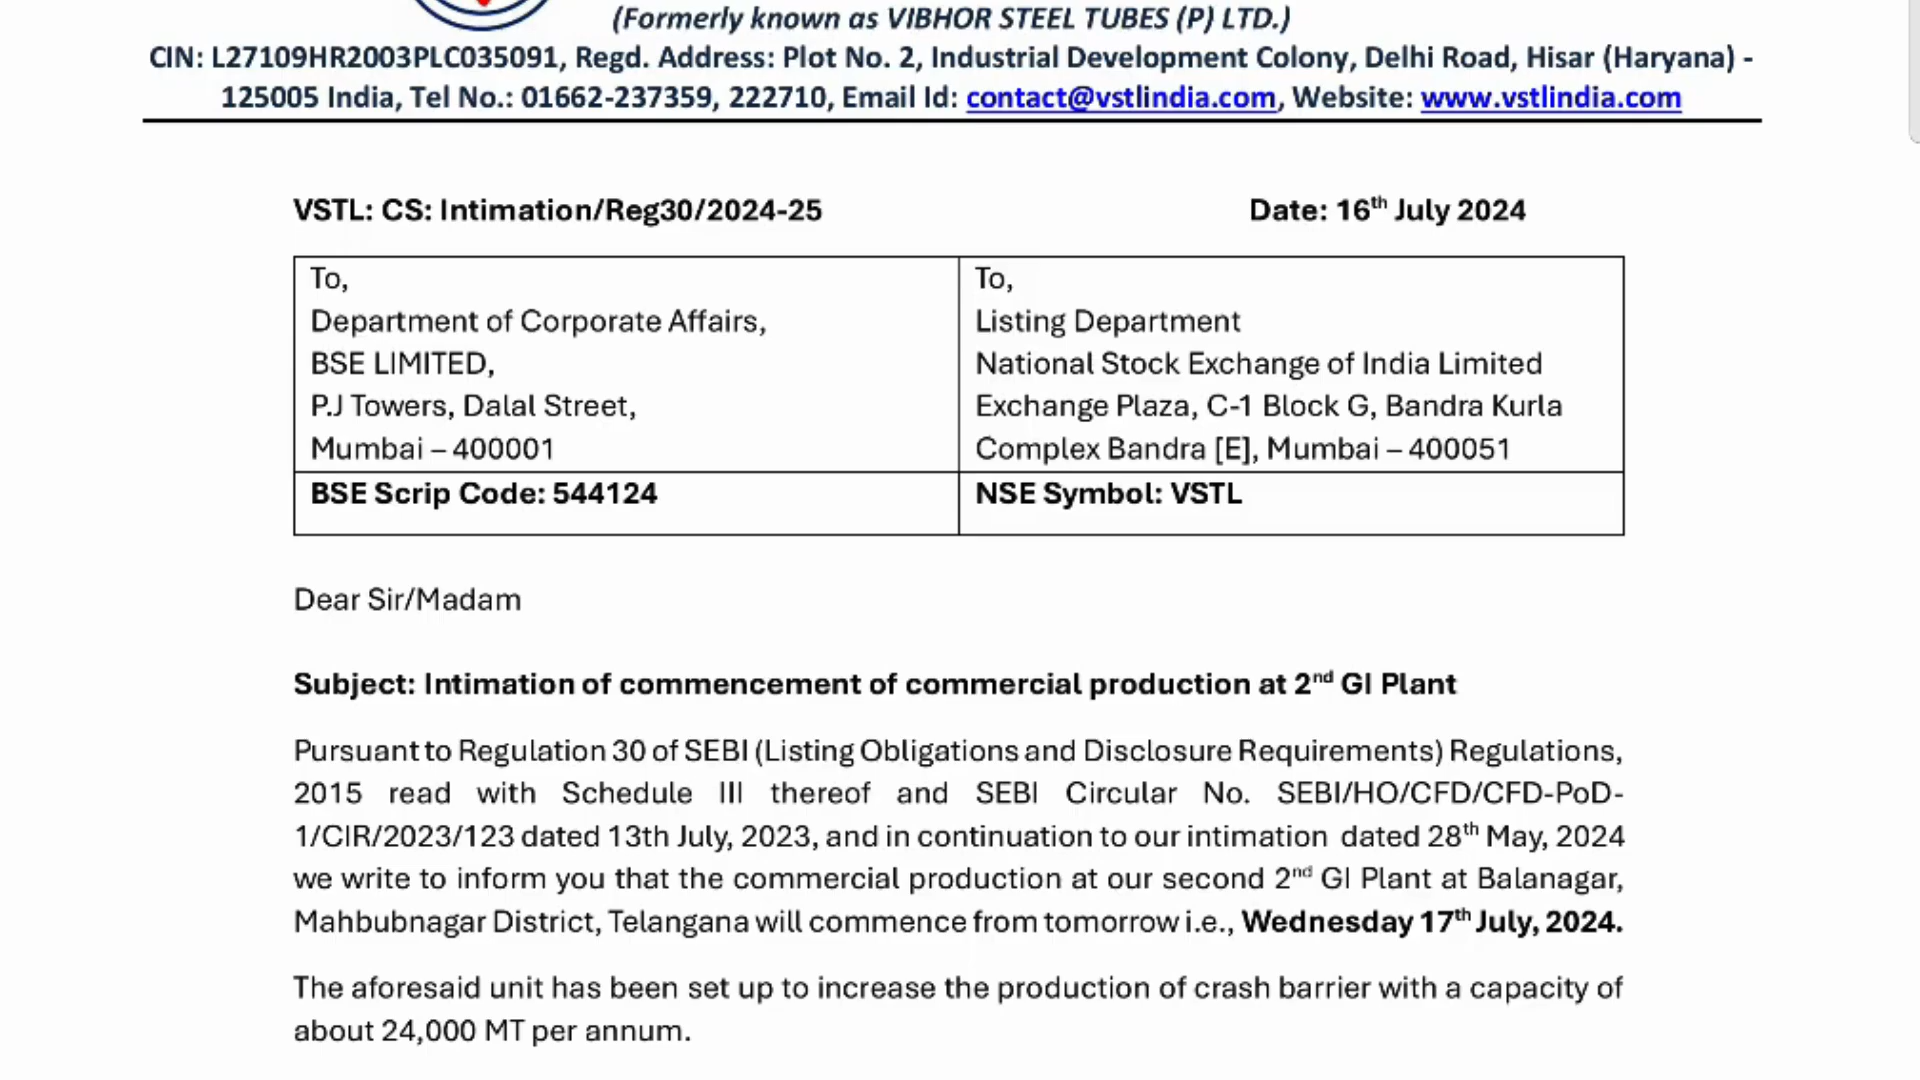 (Formerly known as VIBHOR STEEL TUBES (P) LTD.)
CIN: L27109HR2003PLC035091, Regd. Address: Plot No. 2, Industrial Development Colony, Delhi Road, Hisar (Haryana) -
125005 India, Tel No.: 01662-237359, 222710, Email Id: contact@vstlindia.com, Website: www.vstlindia.com
VSTL: CS: Intimation/Reg30/2024-25
Date: 16th July 2024
To,
Department of Corporate Affairs,
BSE LIMITED,
P.J Towers, Dalal Street,
Mumbai – 400001
To,
Listing Department
National Stock Exchange of India Limited
Exchange Plaza, C-1 Block G, Bandra Kurla
Complex Bandra [E], Mumbai – 400051
BSE Scrip Code: 544124
NSE Symbol: VSTL
Dear Sir/Madam
Subject: Intimation of commencement of commercial production at 2nd GI Plant
Pursuant to Regulation 30 of SEBI (Listing Obligations and Disclosure Requirements) Regulations,
2015 read with Schedule III thereof and SEBI Circular No. SEBI/HO/CFD/CFD-PoD-
1/CIR/2023/123 dated 13th July, 2023, and in continuation to our intimation dated 28th May, 2024
we write to inform you that the commercial production at our second 2nd GI Plant at Balanagar,
Mahbubnagar District, Telangana will commence from tomorrow i.e., Wednesday 17th July, 2024.
The aforesaid unit has been set up to increase the production of crash barrier with a capacity of
about 24,000 MT per annum.